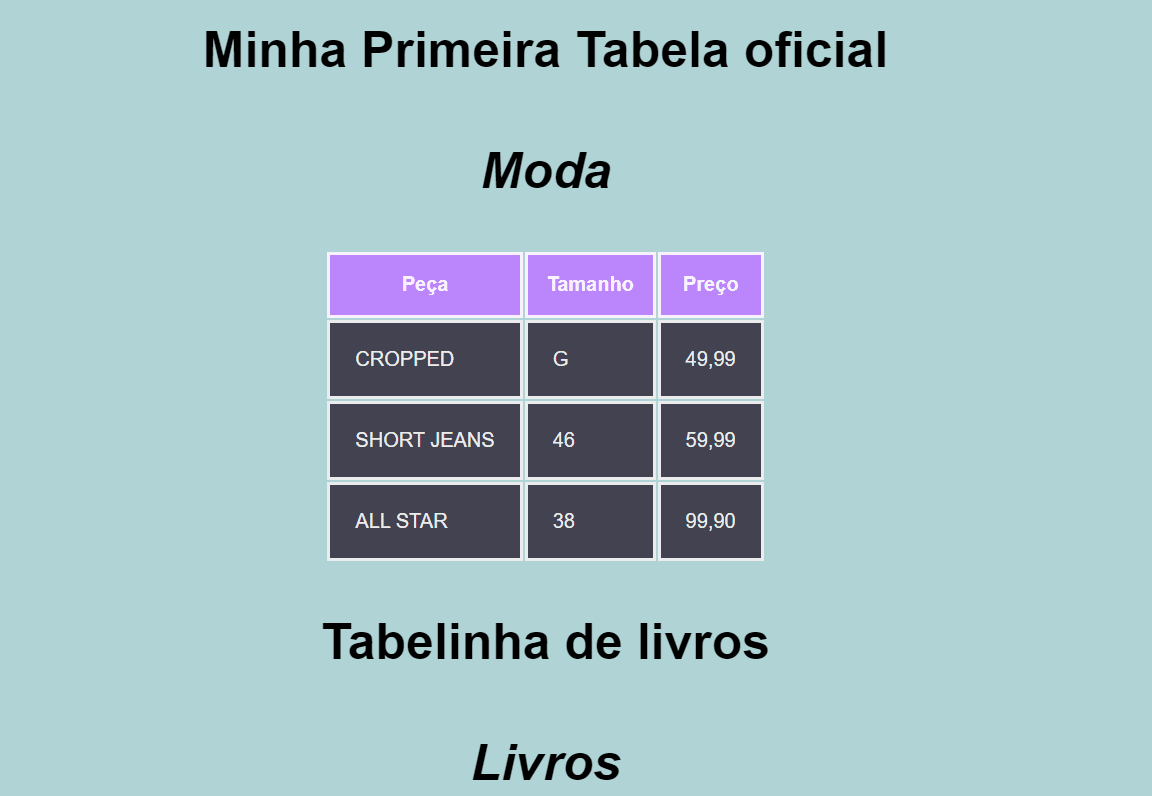 Minha Primeira Tabela oficial
Moda
Peça Tamanho Preço
CROPPED G 49,99
SHORT JEANS 46 59,99
ALL STAR 38 99,90
Tabelinha de livros
Livros